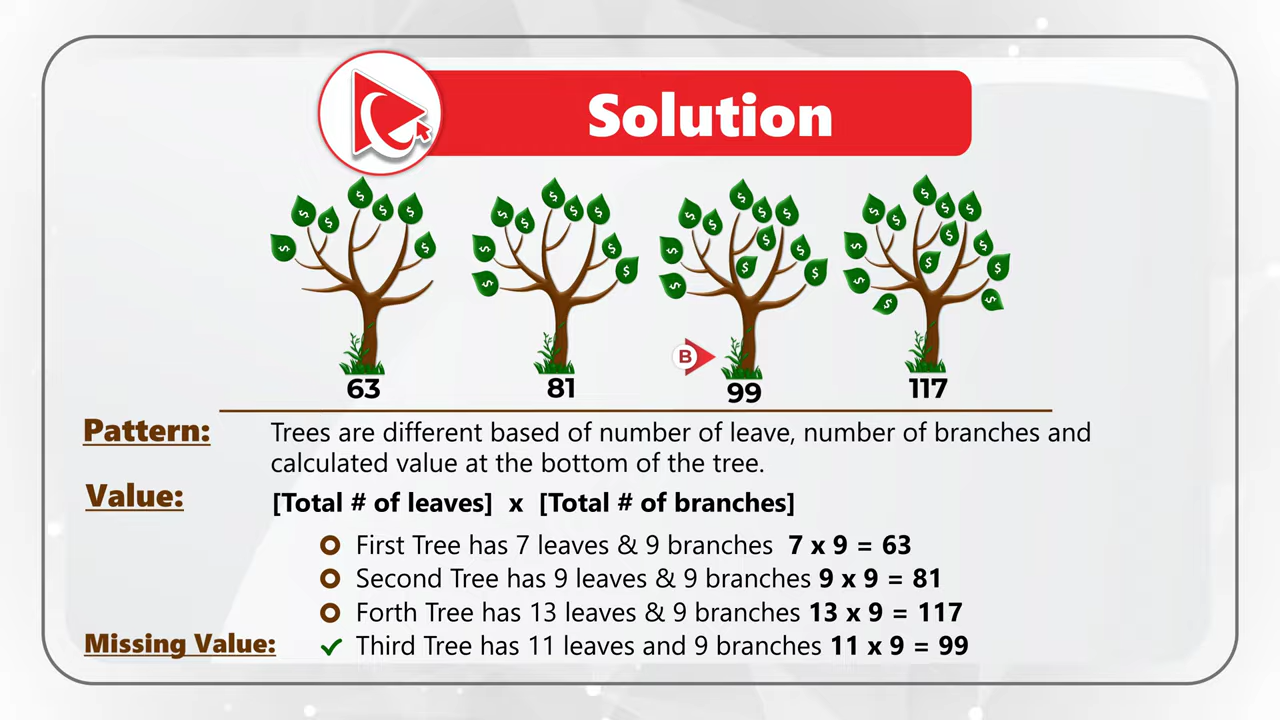 Solution
$ $ $ $ $ $ $
$ $ $ $ $ $ $ $ $
$ $ $ $ $ $ $ $ $ $ $
$ $ $ $ $ $ $ $ $ $ $ $ $
B
63 81 99 117
Pattern: Trees are different based of number of leave, number of branches and
calculated value at the bottom of the tree.
Value: [Total # of leaves] x [Total # of branches]
First Tree has 7 leaves & 9 branches 7 x 9 = 63
Second Tree has 9 leaves & 9 branches 9 x 9 = 81
Forth Tree has 13 leaves & 9 branches 13 x 9 = 117
Missing Value: Third Tree has 11 leaves and 9 branches 11 x 9 = 99